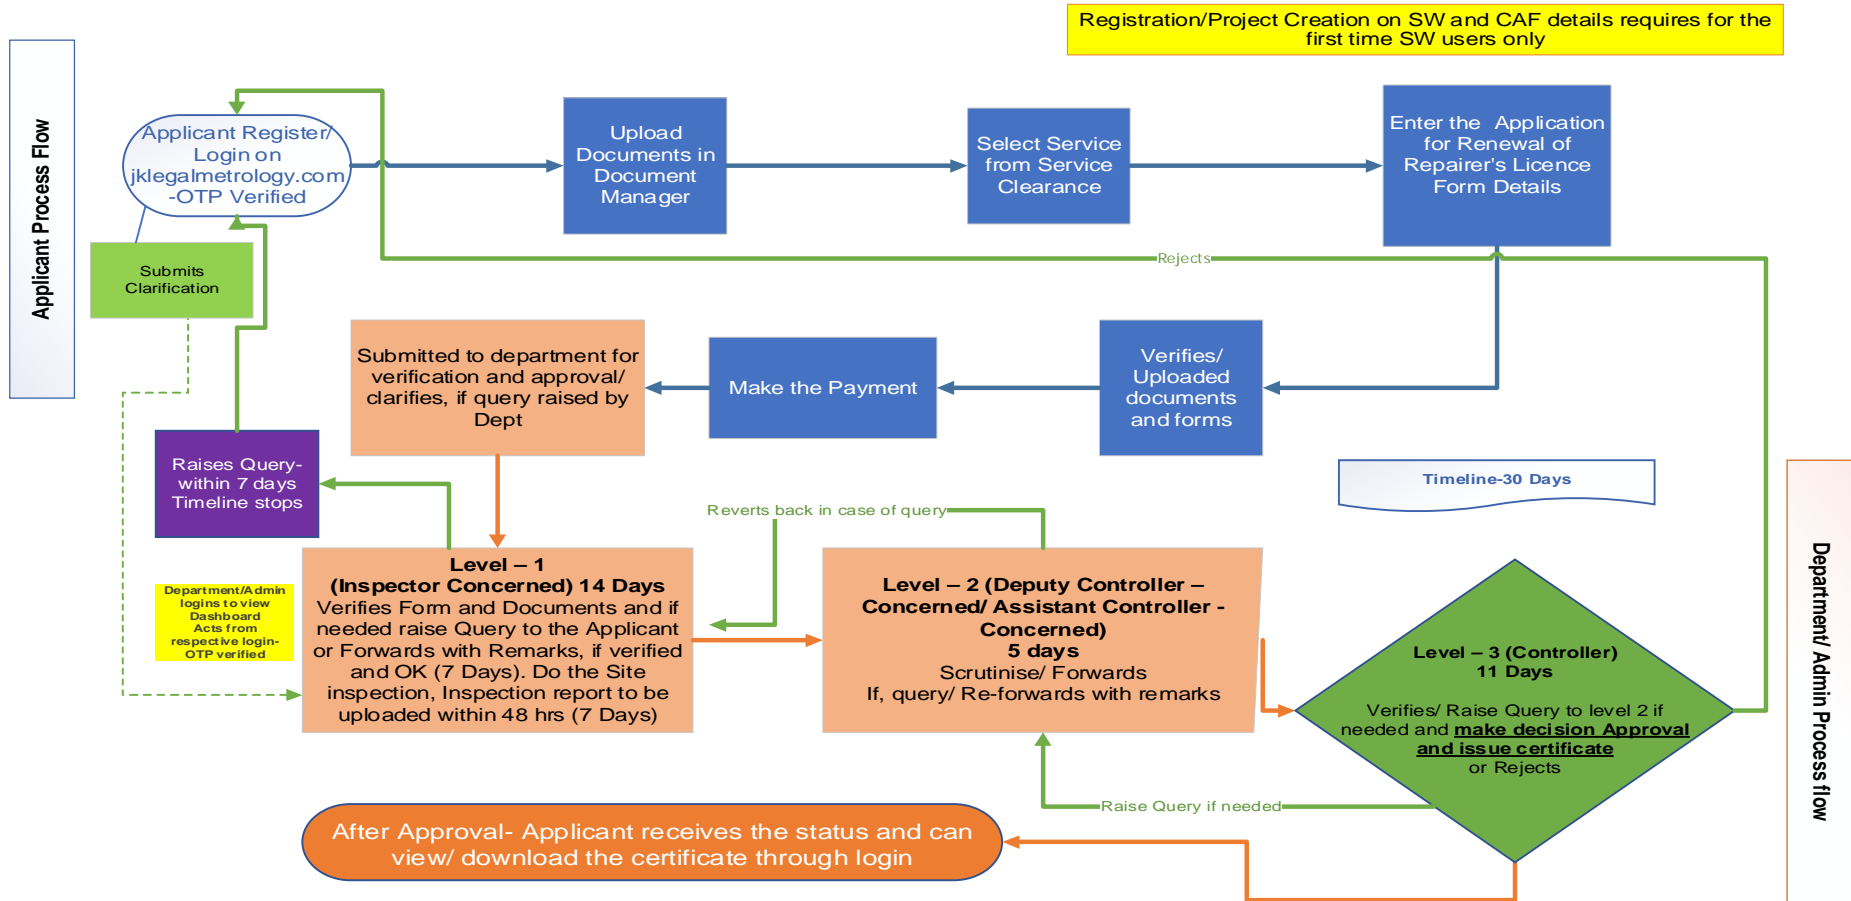 Registration/Project Creation on SW and CAF details requires for the
first time SW users only
Applicant Process Flow
Applicant Register/
Login on
jklegalmetrology.com
-OTP Verified
Upload
Documents in
Document
Manager
Select Service
from Service
Clearance
Enter the  Application
for Renewal of
Repairer's Licence
Form Details
Submits
Clarification
Rejects
Submitted to department for
verification and approval/
clarifies, if query raised by
Dept
Make the Payment
Verifies/
Uploaded
documents
and forms
Raises Query-
within 7 days
Timeline stops
Timeline-30 Days
Reverts back in case of query
Department/Admin
logins to view
Dashboard
Acts from
respective login-
OTP verified
Level – 1
(Inspector Concerned) 14 Days
Verifies Form and Documents and if
needed raise Query to the Applicant
or Forwards with Remarks, if verified
and OK (7 Days). Do the Site
inspection, Inspection report to be
uploaded within 48 hrs (7 Days)
Level – 2 (Deputy Controller –
Concerned/ Assistant Controller -
Concerned)
5 days
Scrutinise/ Forwards
If, query/ Re-forwards with remarks
Level – 3 (Controller)
11 Days
Verifies/ Raise Query to level 2 if
needed and make decision Approval
and issue certificate
or Rejects
Department/ Admin Process flow
Raise Query if needed
After Approval- Applicant receives the status and can
view/ download the certificate through login